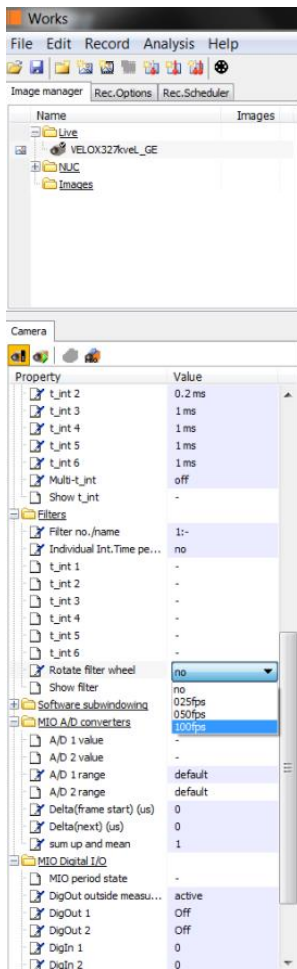 Works
File Edit Record Analysis Help
Image manager Rec.Options Rec.Scheduler
Name Images
Live
VELOX327kveL_GE
NUC
Images
Camera
Property Value
t_int 2 0.2 ms
t_int 3 1 ms
t_int 4 1 ms
t_int 5 1 ms
t_int 6 1 ms
Multi-t_int off
Show t_int -
Filters
Filter no./name 1:-
Individual Int.Time pe... no
t_int 1 -
t_int 2 -
t_int 3 -
t_int 4 -
t_int 5 -
t_int 6 -
Rotate filter wheel no
Show filter no
025fps
Software subwindowing 050fps
MIO A/D converters 100fps
A/D 1 value -
A/D 2 value -
A/D 1 range default
A/D 2 range default
Delta(frame start) (us) 0
Delta(next) (us) 0
sum up and mean 1
MIO Digital I/O
MIO period state -
DigOut outside measu... active
DigOut 1 Off
DigOut 2 Off
DigIn 1 0
DigIn 2 0